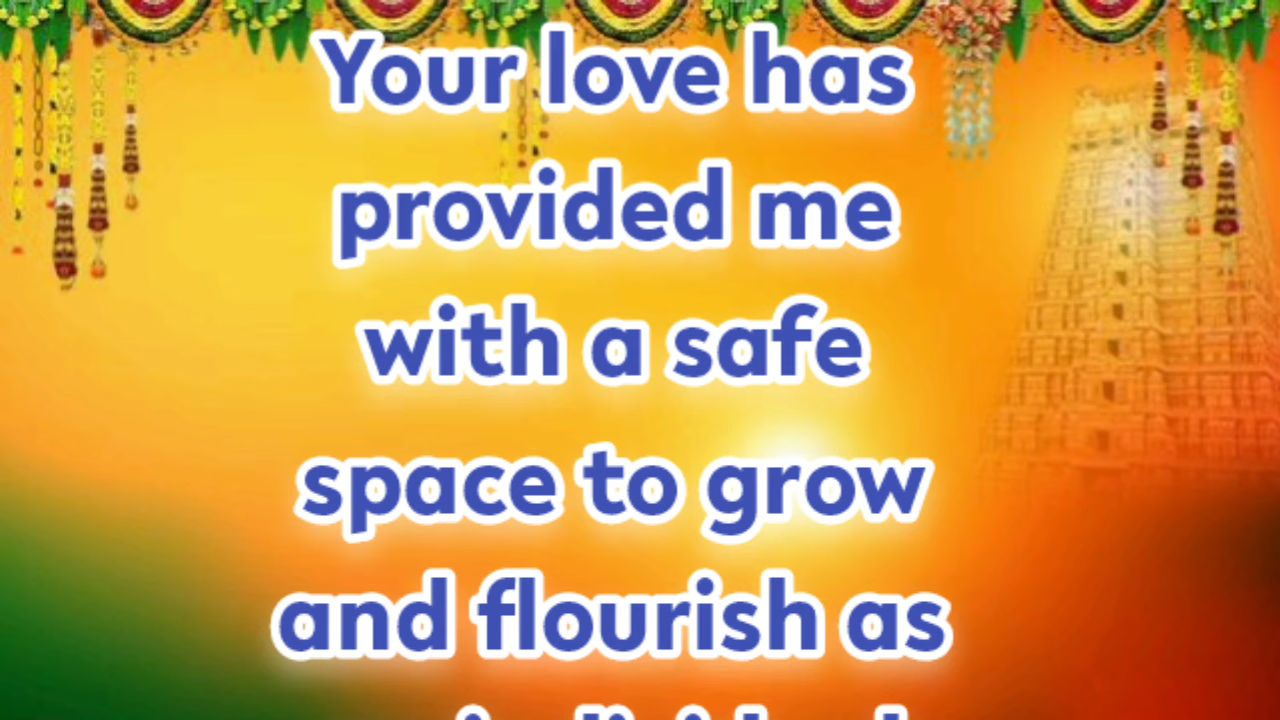 Your love has
provided me
with a safe
space to grow
and flourish as